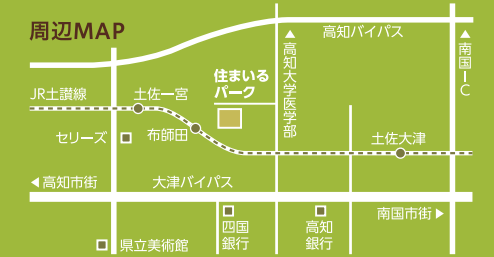 周辺MAP
高知バイパス
▲
高知大学医学部
▲
南国IC
住まいる
パーク
JR土讃線
土佐一宮
セリーズ
布師田
土佐大津
◀高知市街
大津バイパス
南国市街▶
四国
銀行
高知
銀行
県立美術館